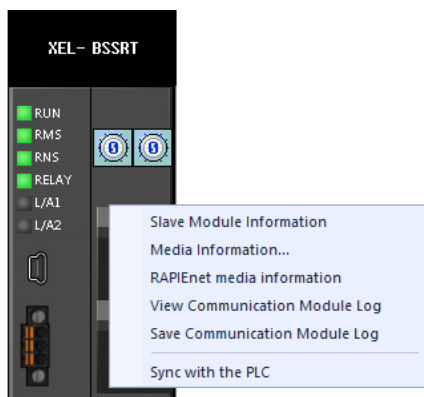 XEL- BSSRT
RUN
RMS
RNS
RELAY
L/A1
L/A2
Slave Module Information
Media Information...
RAPIEnet media information
View Communication Module Log
Save Communication Module Log
Sync with the PLC